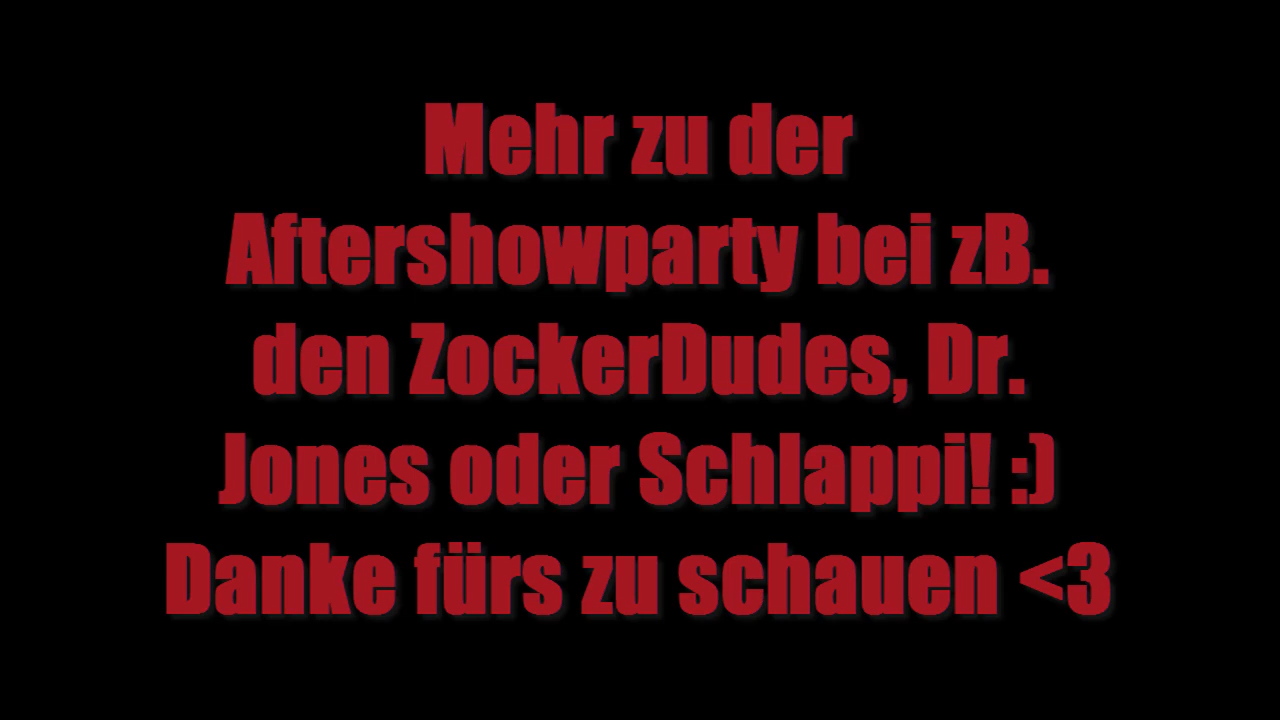 Mehr zu der
Aftershowparty bei zB.
den ZockerDudes, Dr.
Jones oder Schlappi! :)
Danke fürs zu schauen <3